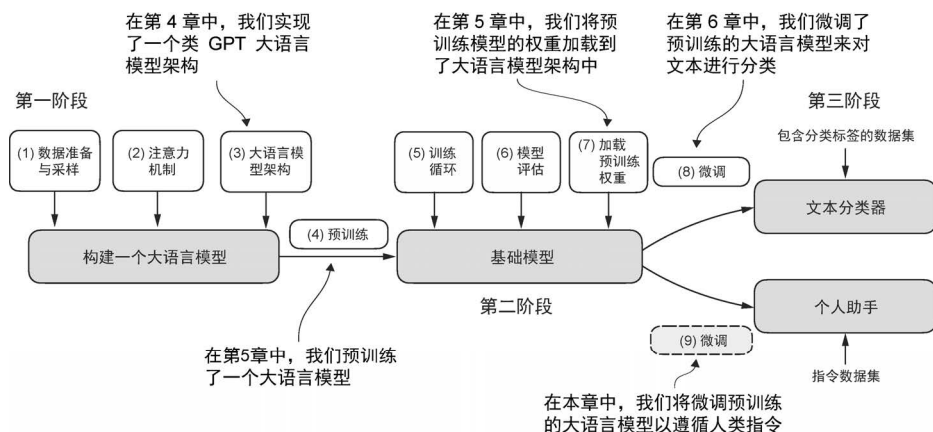 在第 4 章中，我们实现
了一个类 GPT 大语言
模型架构
在第 5 章中，我们将预
训练模型的权重加载到
了大语言模型架构中
在第 6 章中，我们微调了
预训练的大语言模型来对
文本进行分类
第一阶段
第三阶段
(1) 数据准备
与采样
(2) 注意力
机制
(3) 大语言模
型架构
(5) 训练
循环
(6) 模型
评估
(7) 加载
预训练
权重
包含分类标签的数据集
(8) 微调
文本分类器
(4) 预训练
构建一个大语言模型
基础模型
第二阶段
个人助手
(9) 微调
在第5章中，我们预训练
了一个大语言模型
指令数据集
在本章中，我们将微调预训练
的大语言模型以遵循人类指令